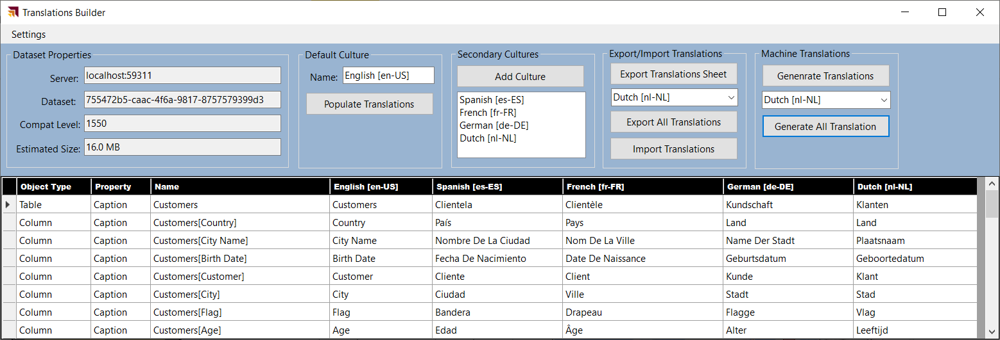 Translations Builder
Settings
Dataset Properties
Server: localhost:59311
Dataset: 755472b5-caac-4f6a-9817-8757579399d3
Compat Level: 1550
Estimated Size: 16.0 MB
Default Culture
Name: English [en-US]
Populate Translations
Secondary Cultures
Add Culture
Spanish [es-ES]
French [fr-FR]
German [de-DE]
Dutch [nl-NL]
Export/Import Translations
Export Translations Sheet
Dutch [nl-NL]
Export All Translations
Import Translations
Machine Translations
Genenrate Translations
Dutch [nl-NL]
Generate All Translation
Object Type Property Name English [en-US] Spanish [es-ES] French [fr-FR] German [de-DE] Dutch [nl-NL]
Table Caption Customers Customers Clientela Clientèle Kundschaft Klanten
Column Caption Customers[Country] Country País Pays Land Land
Column Caption Customers[City Name] City Name Nombre De La Ciudad Nom De La Ville Name Der Stadt Plaatsnaam
Column Caption Customers[Birth Date] Birth Date Fecha De Nacimiento Date De Naissance Geburtsdatum Geboortedatum
Column Caption Customers[Customer] Customer Cliente Client Kunde Klant
Column Caption Customers[City] City Ciudad Ville Stadt Stad
Column Caption Customers[Flag] Flag Bandera Drapeau Flagge Vlag
Column Caption Customers[Age] Age Edad Âge Alter Leeftijd